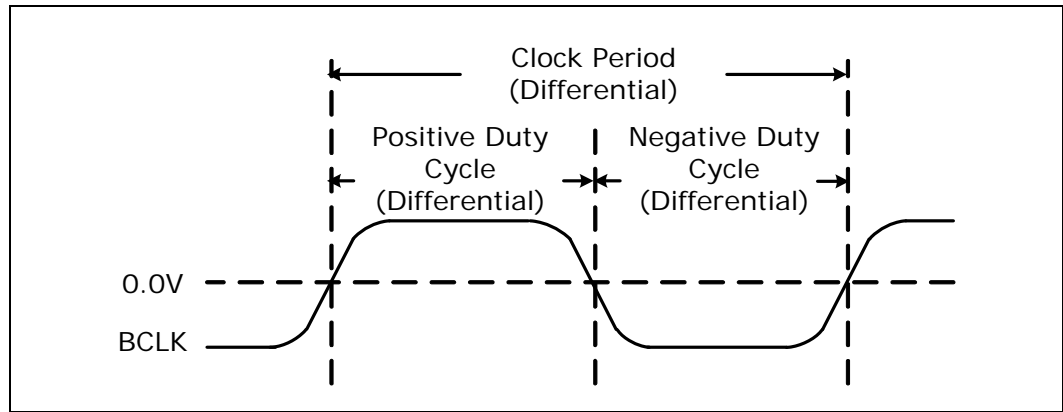 Clock Period
(Differential)
Positive Duty
Cycle
(Differential)
Negative Duty
Cycle
(Differential)
0.0V
BCLK